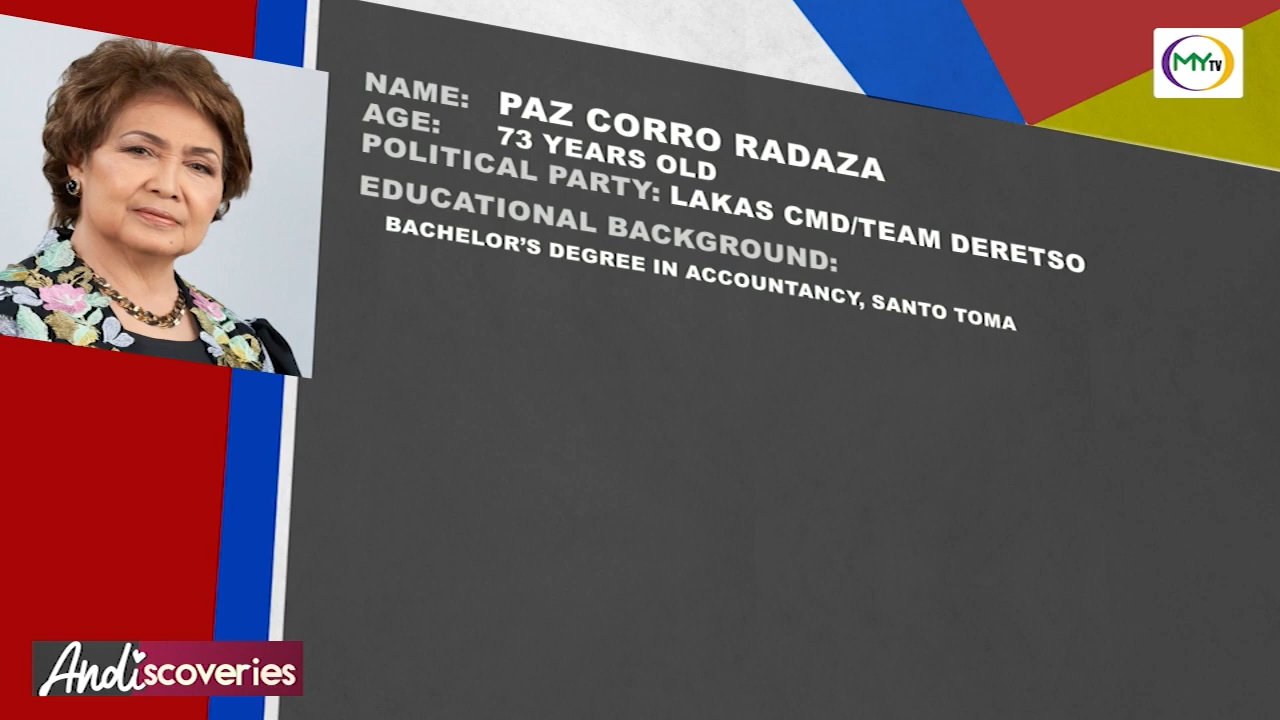 MYTV
NAME: PAZ CORRO RADAZA
AGE: 73 YEARS OLD
POLITICAL PARTY: LAKAS CMD/TEAM DERETSO
EDUCATIONAL BACKGROUND:
BACHELOR'S DEGREE IN ACCOUNTANCY, SANTO TOMA
Andiscoveries